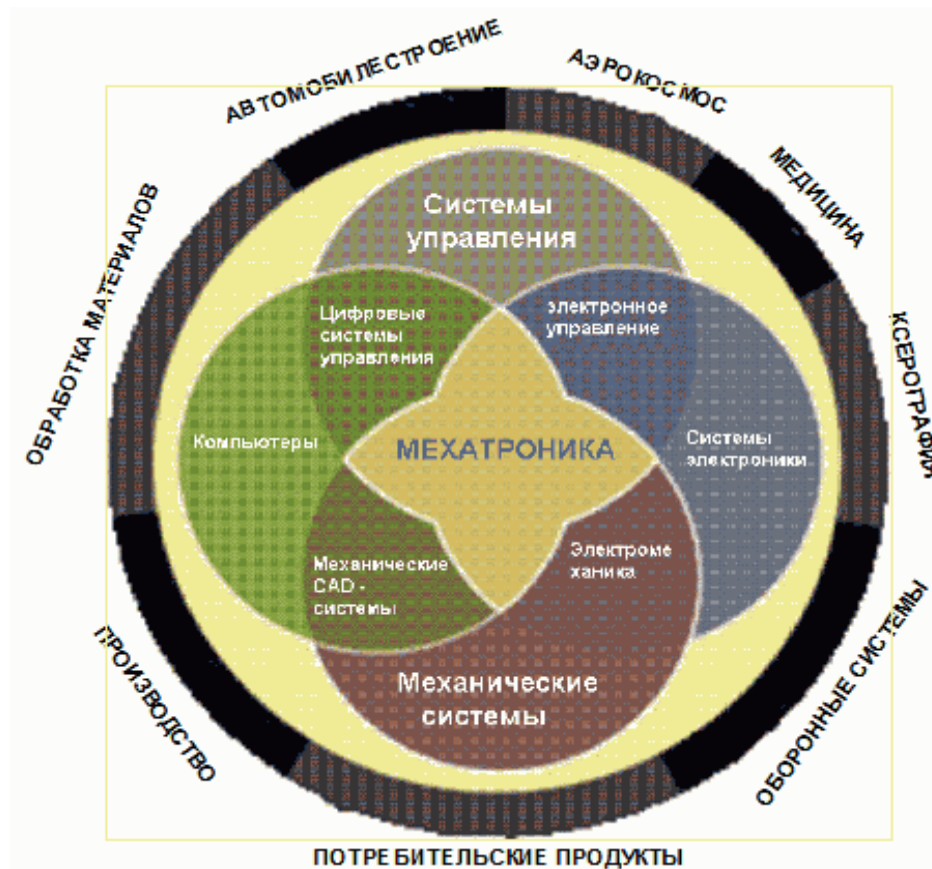 АВТОМОБИЛЕСТРОЕНИЕ
АЭРОКОСМОС
МЕДИЦИНА
КСЕРОГРАФИЯ
ОБОРОННЫЕ СИСТЕМЫ
ПОТРЕБИТЕЛЬСКИЕ ПРОДУКТЫ
ПРОИЗВОДСТВО
ОБРАБОТКА МАТЕРИАЛОВ
Системы
управления
Цифровые
системы
управления
электронное
управление
Компьютеры
МЕХАТРОНИКА
Системы
электроники
Механические
CAD -
системы
Электроме
ханика
Механические
системы